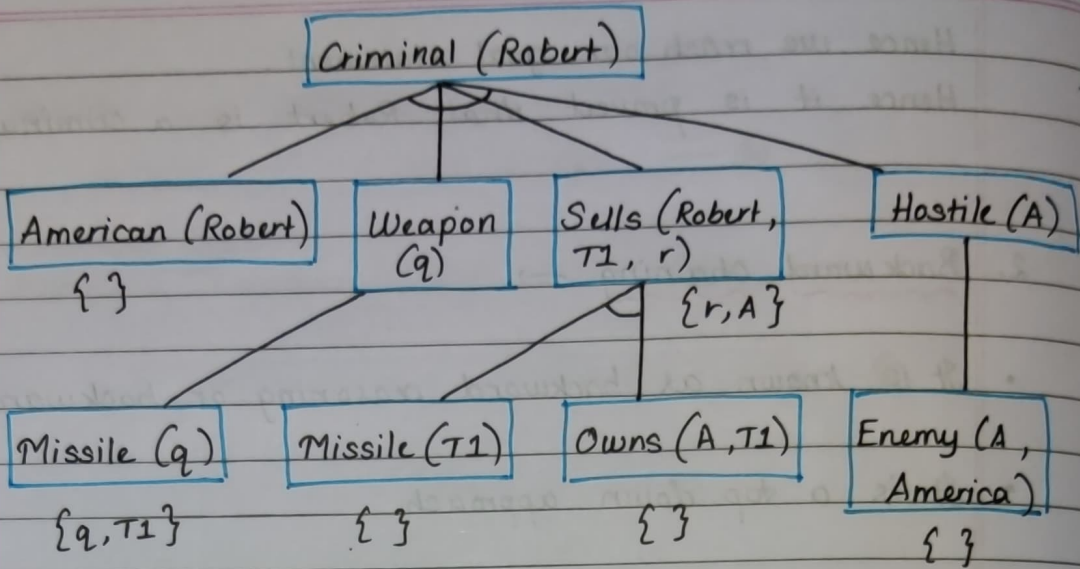 Criminal (Robert)
American (Robert)
{ }
Weapon
(q)
Sells (Robert,
T1, r)
{r, A}
Hostile (A)
Missile (q)
{q, T1}
Missile (T1)
{ }
Owns (A, T1)
{ }
Enemy (A,
America)
{ }